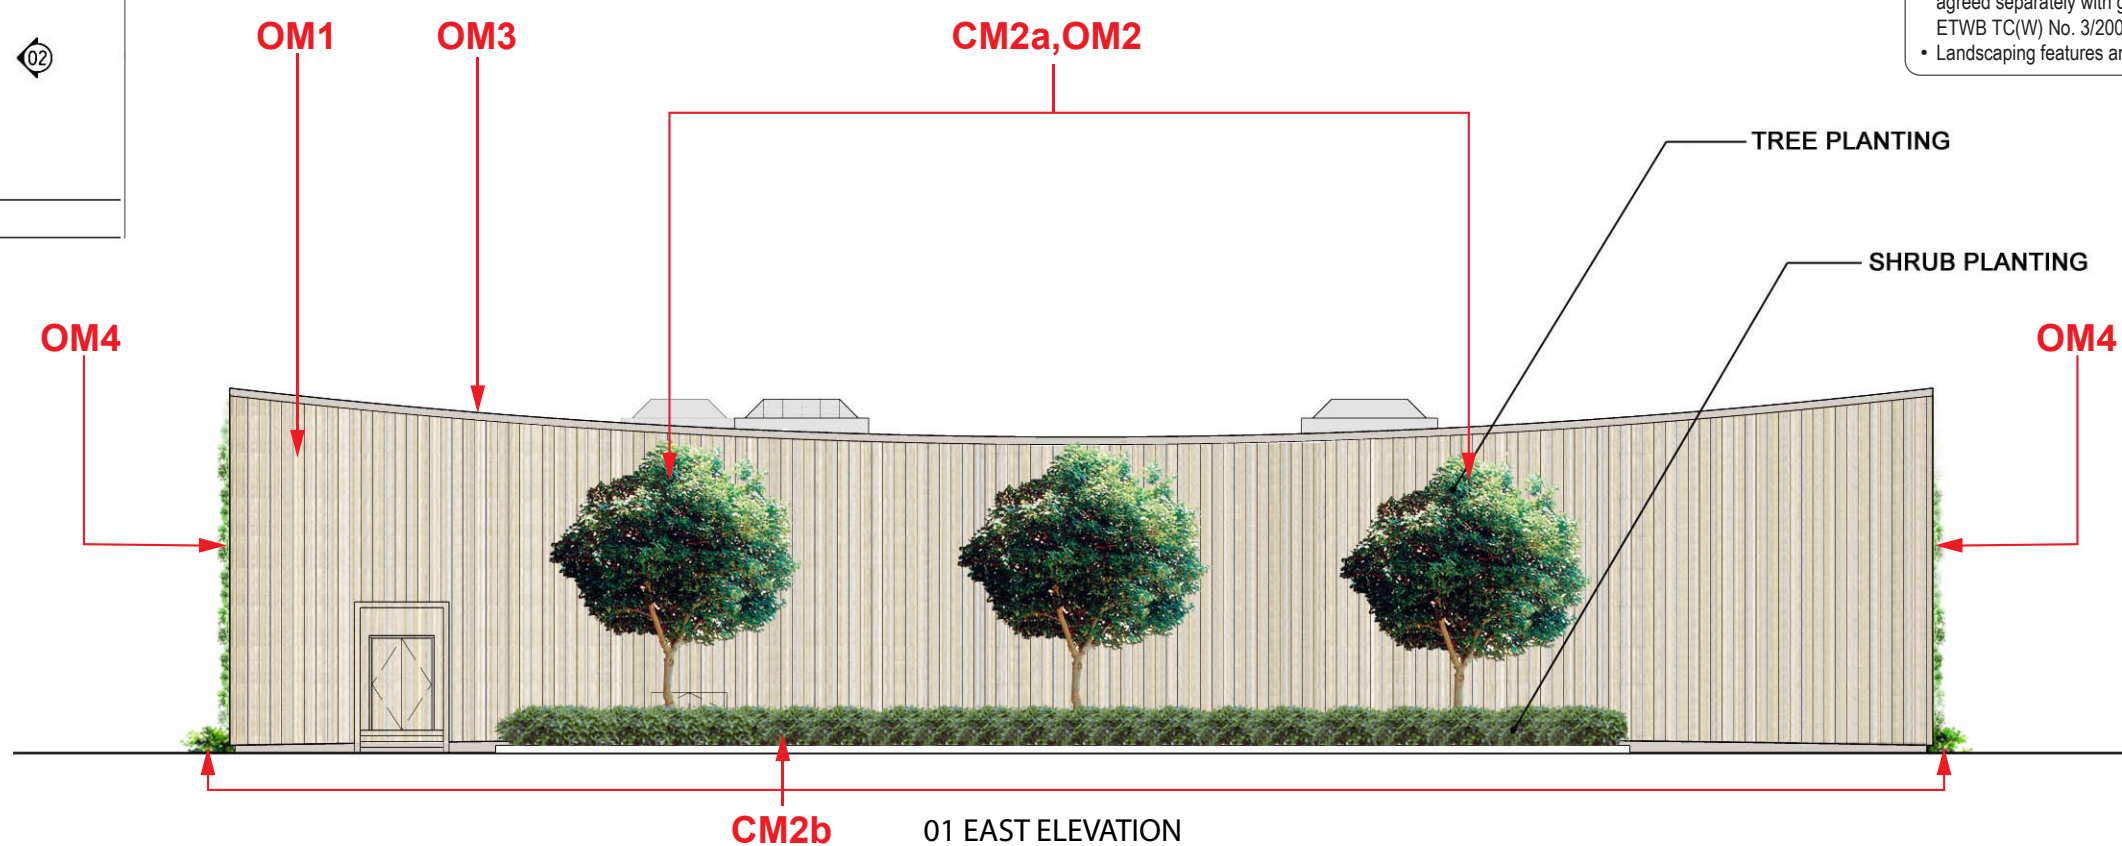 agreed separately with
ETWB TC(W) No. 3/200
• Landscaping features
02
OM1
OM3
CM2a,OM2
TREE PLANTING
SHRUB PLANTING
OM4
OM4
CM2b
01 EAST ELEVATION